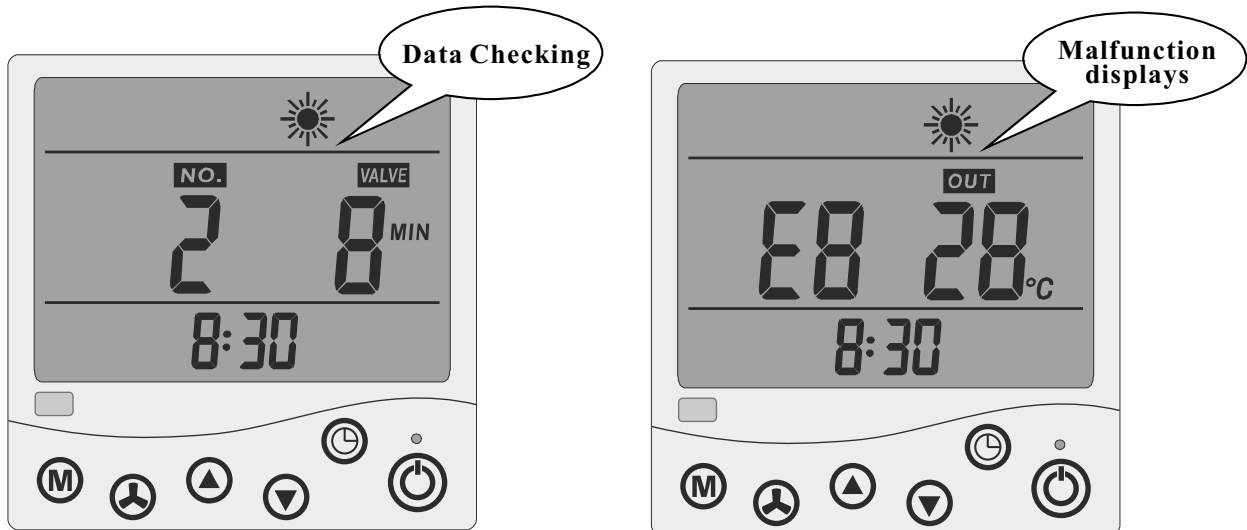 Data Checking
NO. VALVE
2 8 MIN
8:30
M
Malfunction
displays
OUT
E8 28 °C
8:30
M